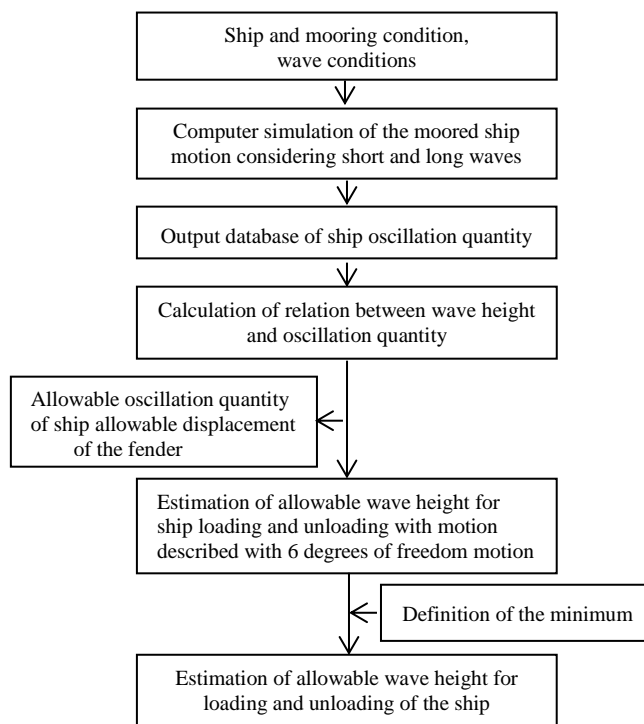 Ship and mooring condition,
wave conditions
Computer simulation of the moored ship
motion considering short and long waves
Output database of ship oscillation quantity
Calculation of relation between wave height
and oscillation quantity
Allowable oscillation quantity
of ship allowable displacement
of the fender
Estimation of allowable wave height for
ship loading and unloading with motion
described with 6 degrees of freedom motion
Definition of the minimum
Estimation of allowable wave height for
loading and unloading of the ship